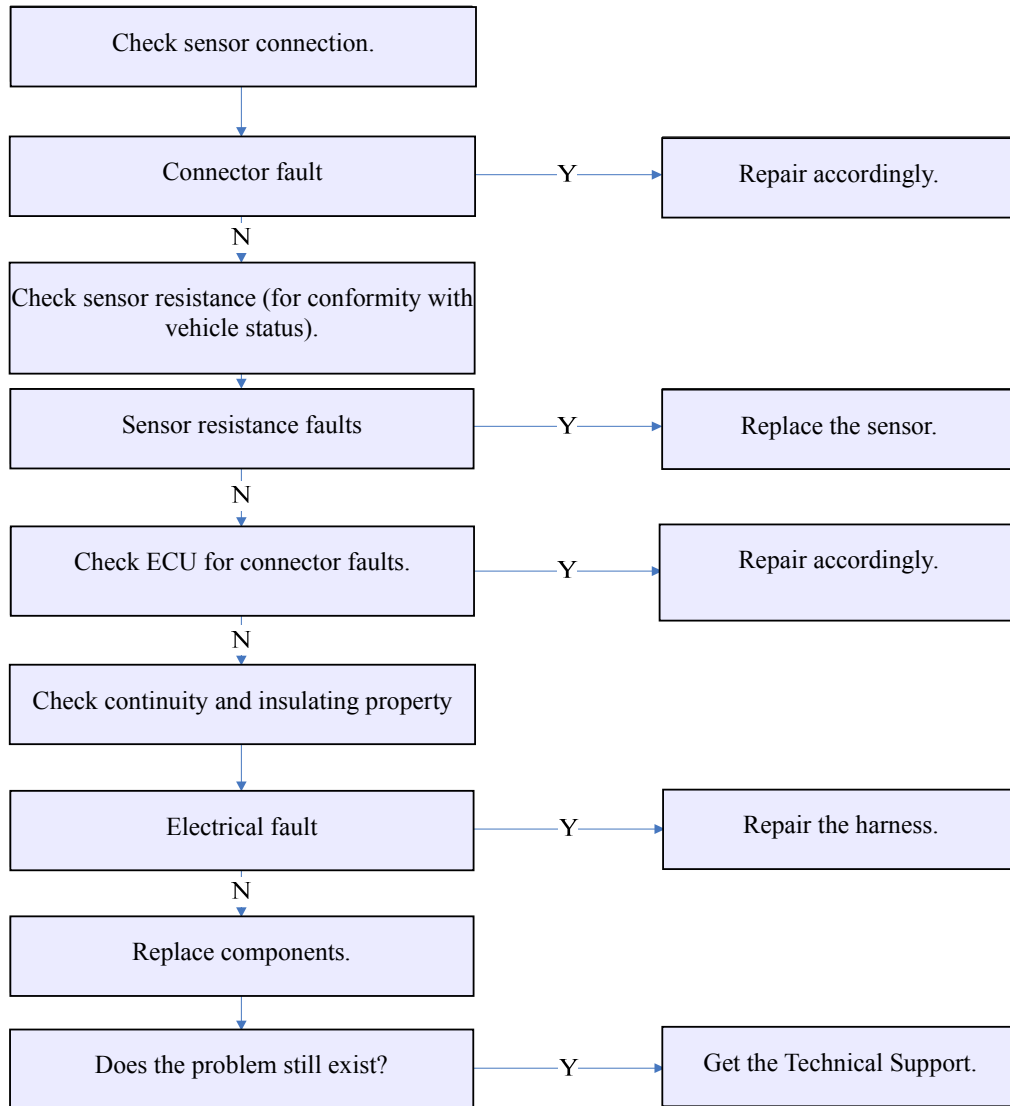 Check sensor connection.
Connector fault
Y
Repair accordingly.
N
Check sensor resistance (for conformity with
vehicle status).
Sensor resistance faults
Y
Replace the sensor.
N
Check ECU for connector faults.
Y
Repair accordingly.
N
Check continuity and insulating property
Electrical fault
Y
Repair the harness.
N
Replace components.
Does the problem still exist?
Y
Get the Technical Support.